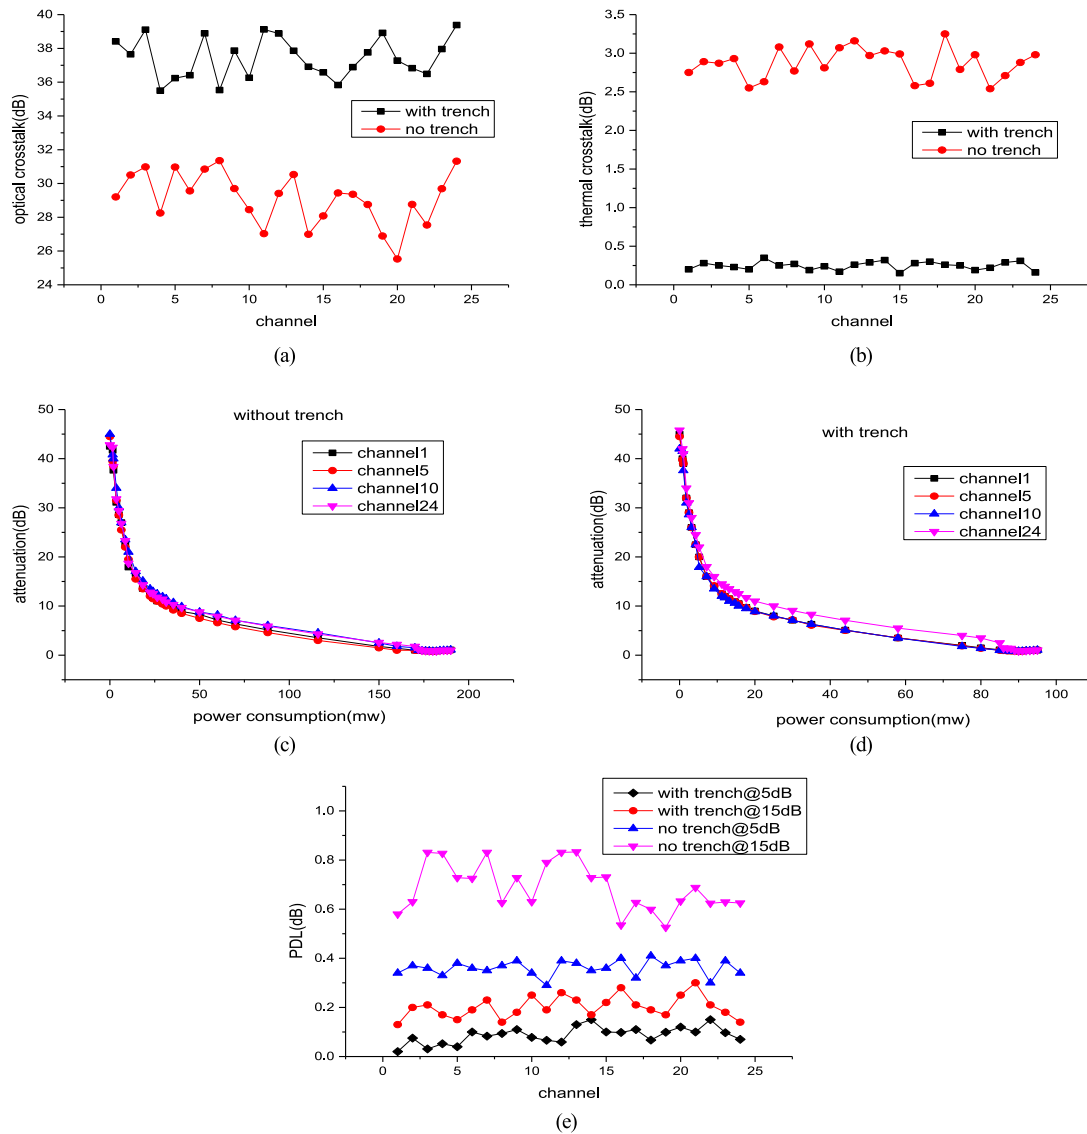 40
38
36
34
32
30
28
26
24
optical crosstalk(dB)
with trench
no trench
0
5
10
15
20
25
channel
(a)
3.5
3.0
2.5
2.0
1.5
1.0
0.5
0.0
thermal crosstalk(dB)
with trench
no trench
0
5
10
15
20
25
channel
(b)
50
40
30
20
10
0
attenuation(dB)
without trench
channel1
channel5
channel10
channel24
0
50
100
150
200
power consumption(mw)
(c)
50
40
30
20
10
0
attenuation(dB)
with trench
channel1
channel5
channel10
channel24
0
20
40
60
80
100
power consumption(mw)
(d)
with trench@5dB
with trench@15dB
no trench@5dB
no trench@15dB
1.0
0.8
0.6
0.4
0.2
0.0
PDL(dB)
0
5
10
15
20
25
channel
(e)